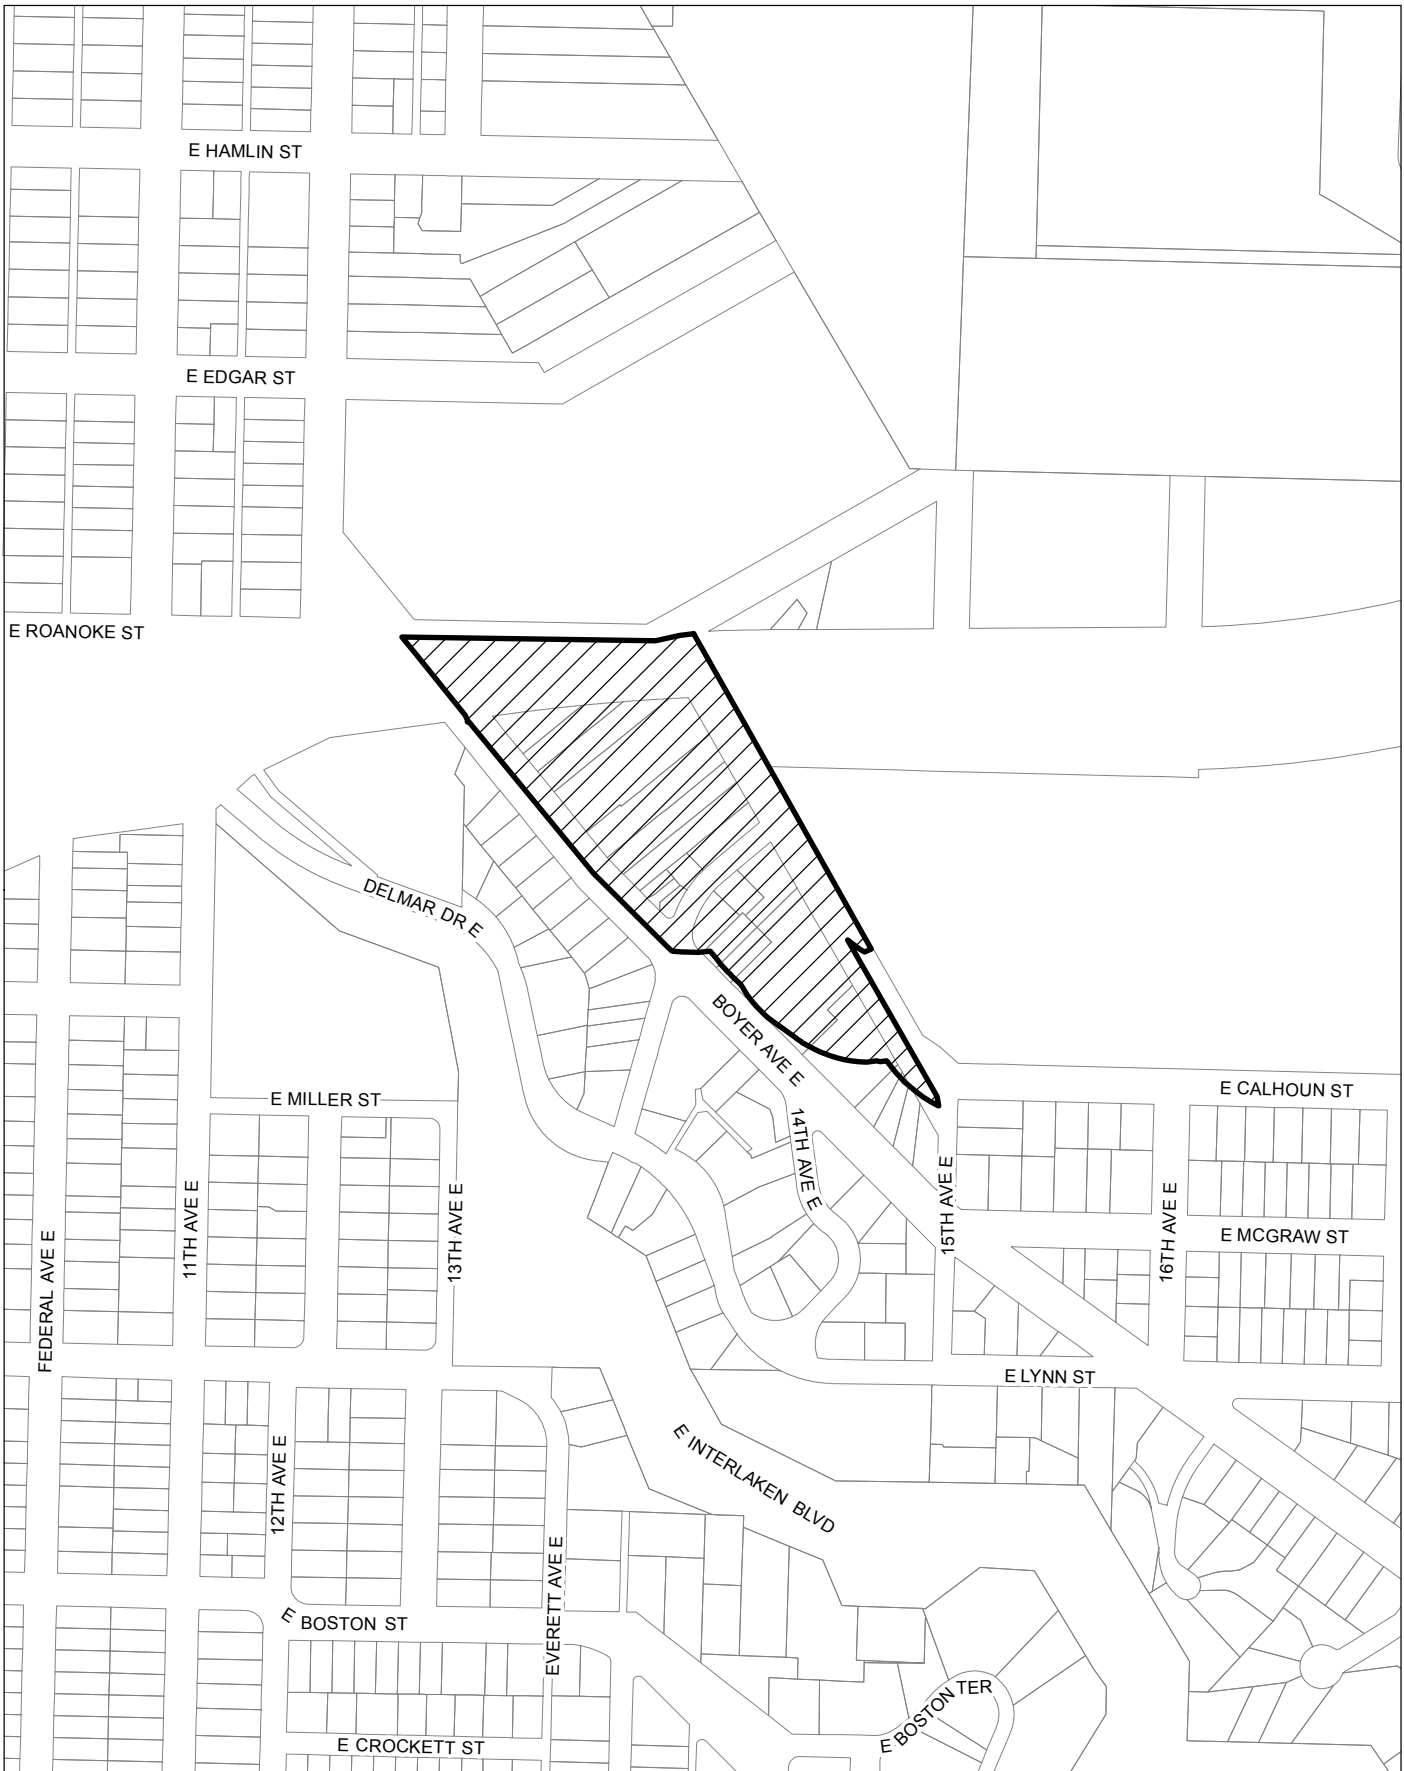 E HAMLIN ST
E EDGAR ST
E ROANOKE ST
DELMAR DR E
BOYER AVE E
E MILLER ST
E CALHOUN ST
14TH AVE E
15TH AVE E
11TH AVE E
13TH AVE E
16TH AVE E
E MCGRAW ST
FEDERAL AVE E
E LYNN ST
12TH AVE E
E INTERLAKEN BLVD
EVERETT AVE E
E BOSTON ST
E BOSTON TER
E CROCKETT ST